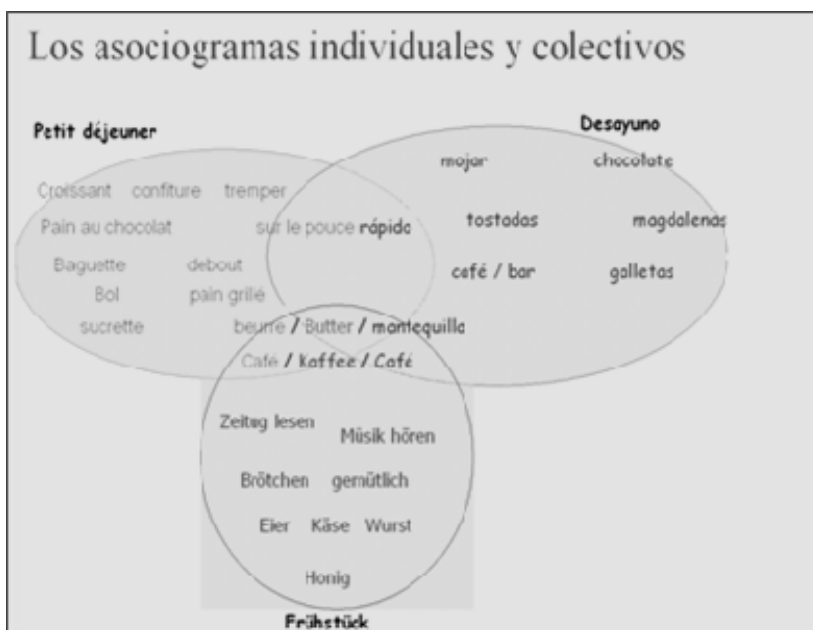 Los asociogramas individuales y colectivos
Petit déjeuner
Desayuno
mojar chocolate
Croissant confiture tremper
Pain au chocolat sur le pouce rápido
tostadas magdalenas
Baguette debout
café / bar galletas
Bol pain grillé
sucrette beurre / Butter / mantequilla
Café / Kaffee / Café
Zeitug lesen
Müsik hören
Brötchen gemütlich
Eier Käse Wurst
Honig
Frühstück